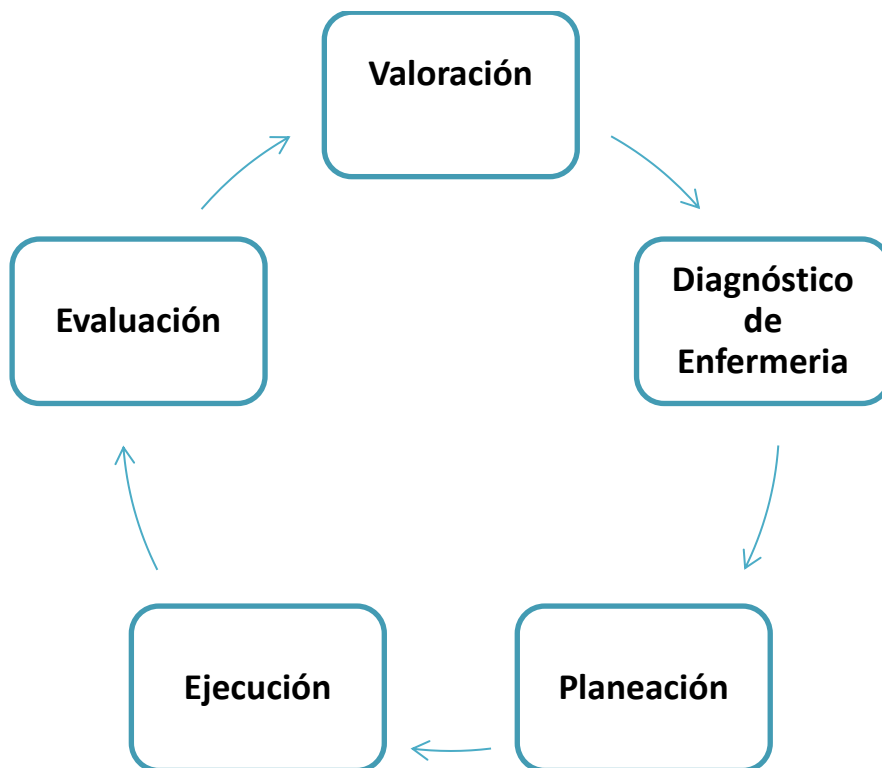 Valoración
Diagnóstico
de
Enfermeria
Planeación
Ejecución
Evaluación